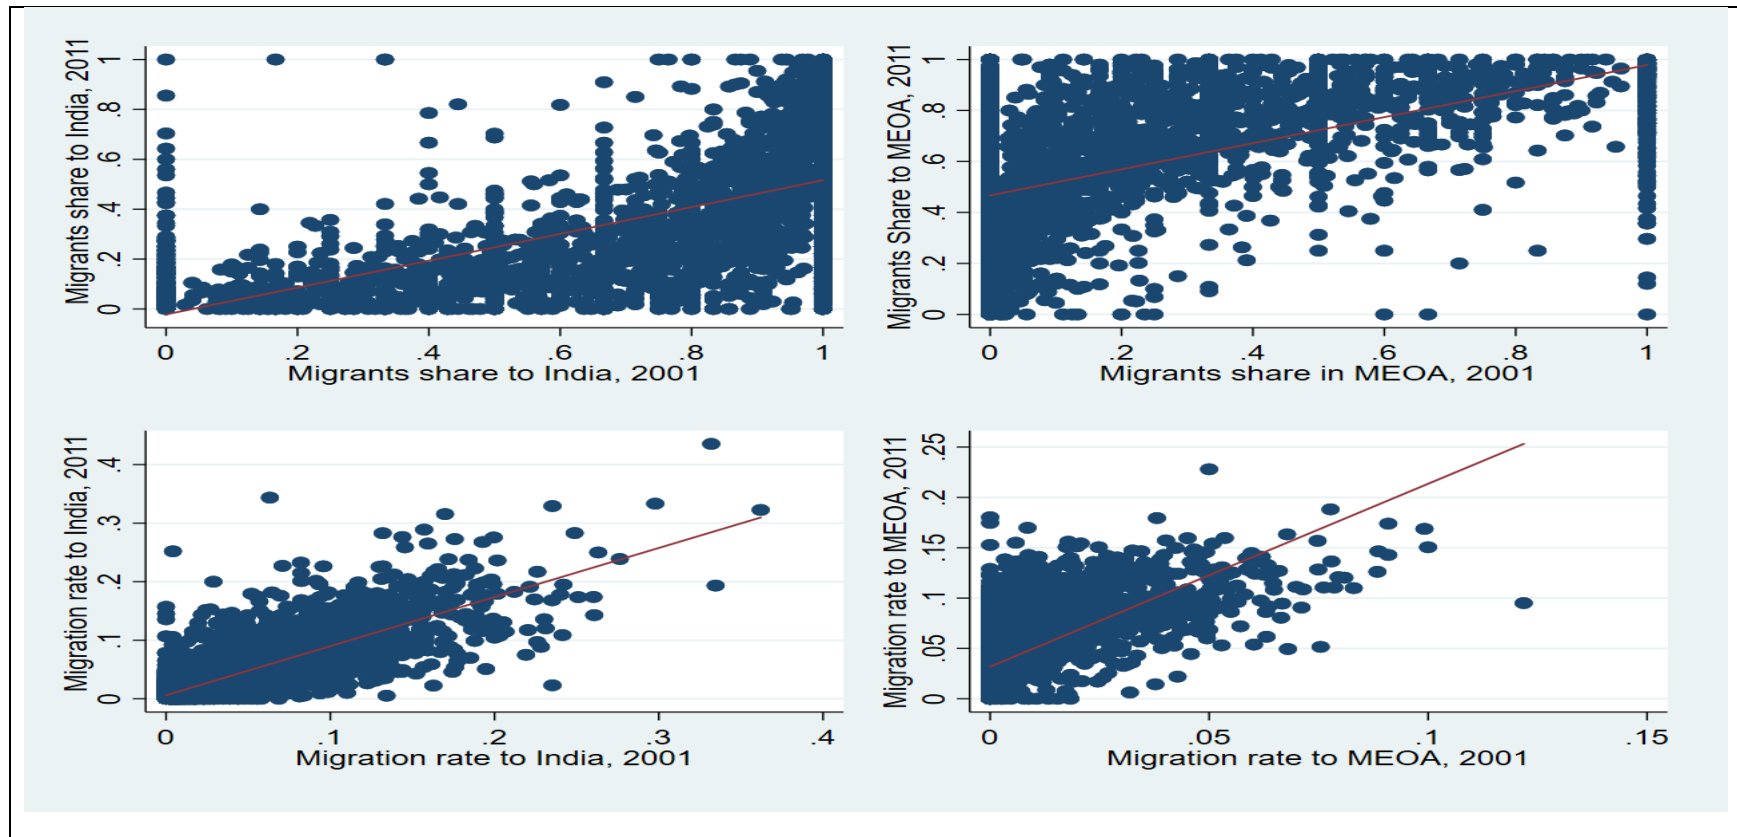 Migrants share to India, 2011
1
.8
.6
.4
.2
0
0 .2 .4 .6 .8 1
Migrants share to India, 2001
Migrants Share to MEOA, 2011
1
.8
.6
.4
.2
0
0 .2 .4 .6 .8 1
Migrants share in MEOA, 2001
Migration rate to India, 2011
.4
.3
.2
.1
0
0 .1 .2 .3 .4
Migration rate to India, 2001
Migration rate to MEOA, 2011
.25
.2
.15
.1
.05
0
0 .05 .1 .15
Migration rate to MEOA, 2001